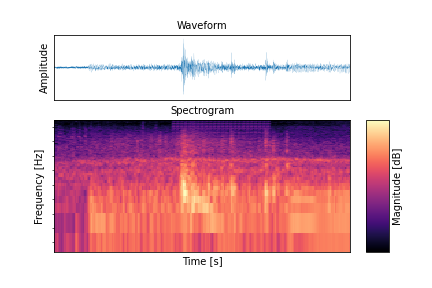 Waveform
Amplitude
Spectrogram
Frequency [Hz]
Magnitude [dB]
Time [s]